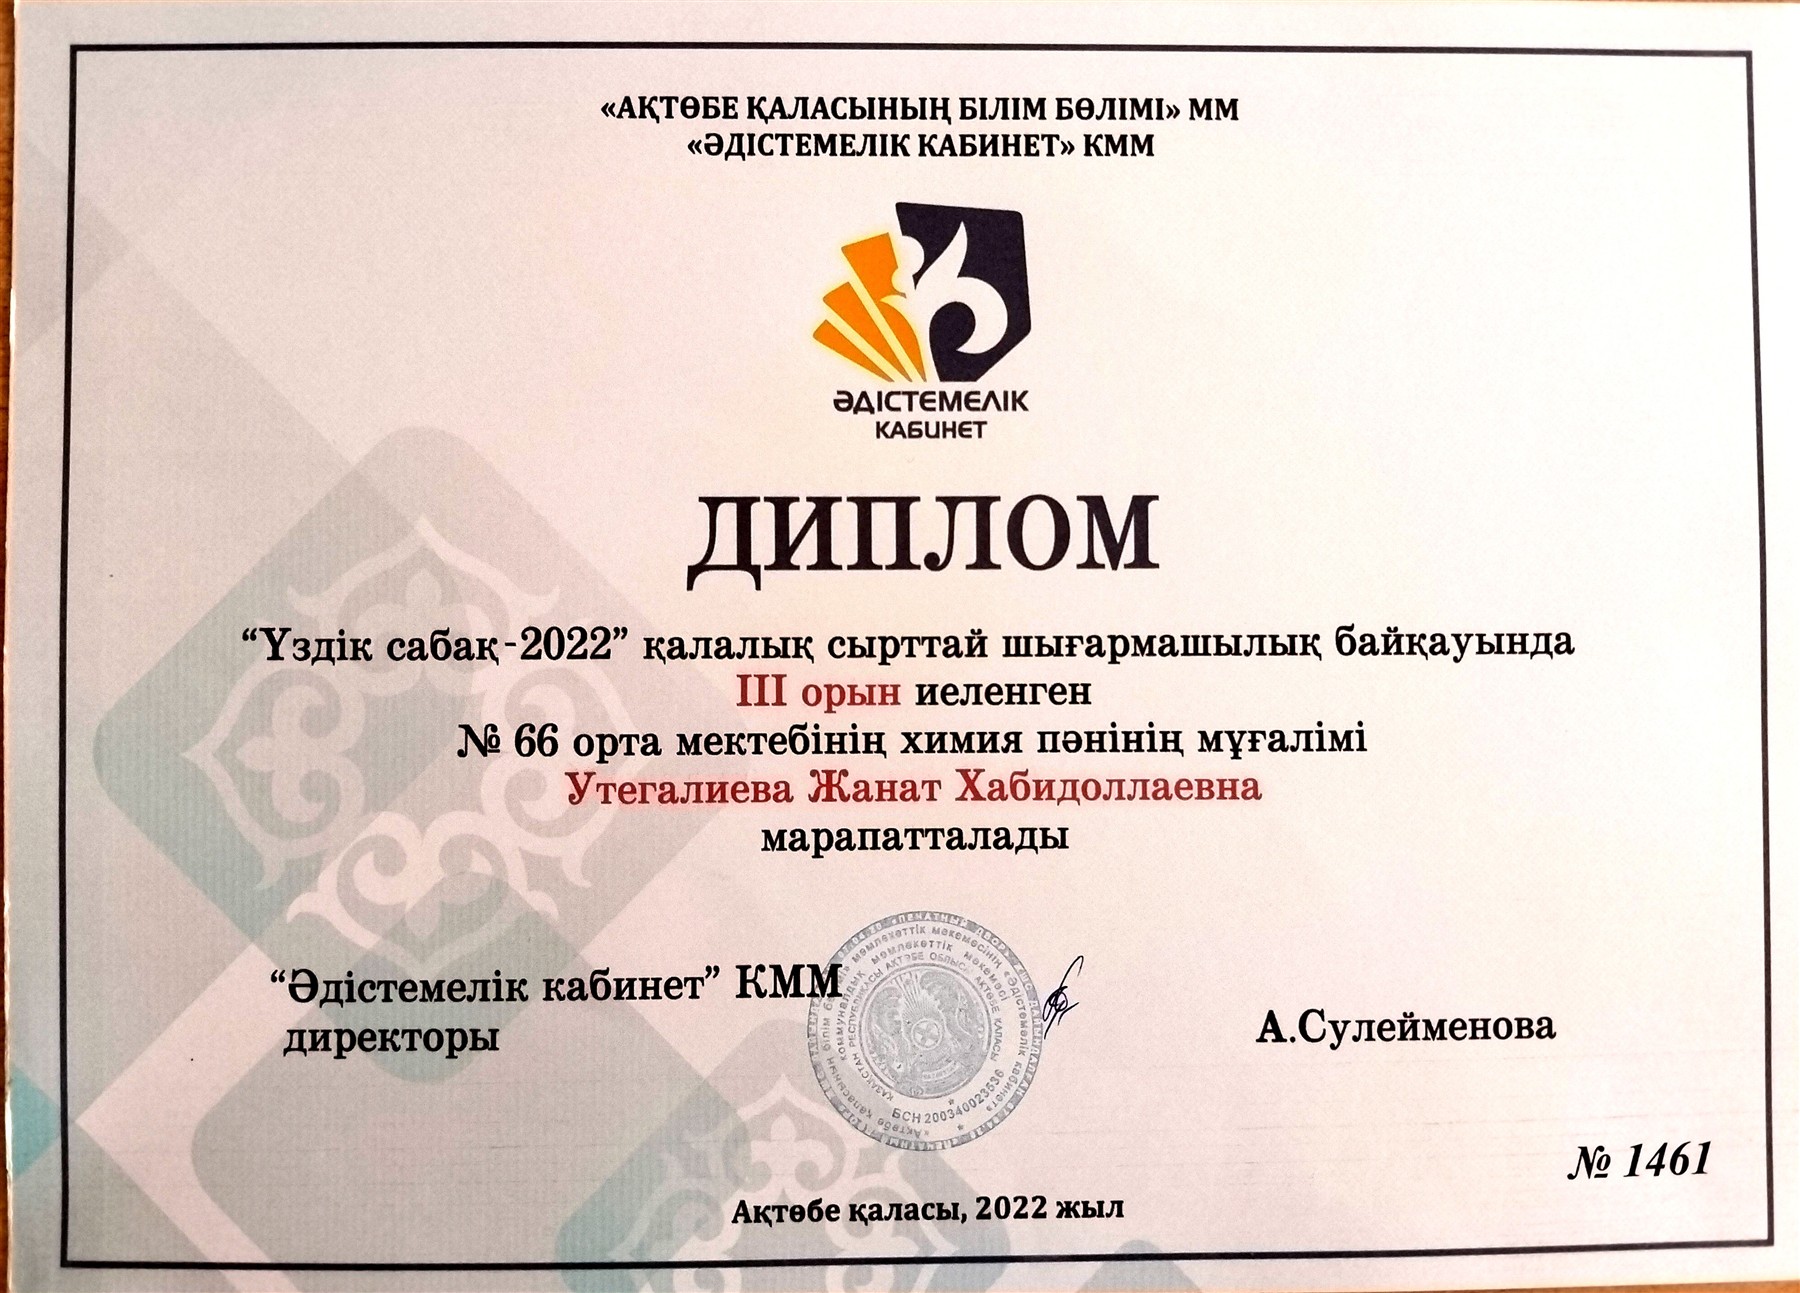 «АҚТӨБЕ ҚАЛАСЫНЫҢ БІЛІМ БӨЛІМІ» ММ
«ӘДІСТЕМЕЛІК КАБИНЕТ» КММ
ӘДІСТЕМЕЛІК
КАБИНЕТ
ДИПЛОМ
“Үздік сабақ-2022” қалалық сырттай шығармашылық байқауында
III орын иеленген
№ 66 орта мектебінің химия пәнінің мұғалімі
Утегалиева Жанат Хабидоллаевна
марапатталады
“Әдістемелік кабинет” КММ
директоры
БСН 200340023536
А.Сулейменова
№ 1461
Ақтөбе қаласы, 2022 жыл